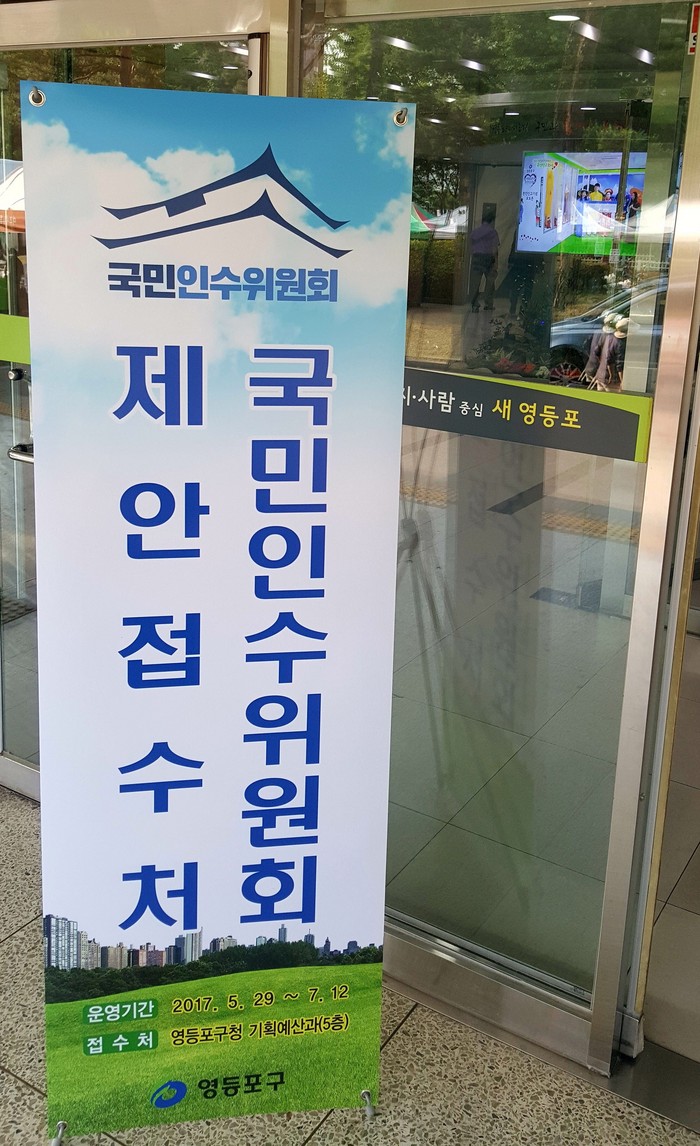 국민인수위원회
국민인수위원회
제안접수처
운영기간 2017. 5. 29 ~ 7. 12
접수처 영등포구청 기획예산과(5층)
영등포구
·사람 중심 새 영등포